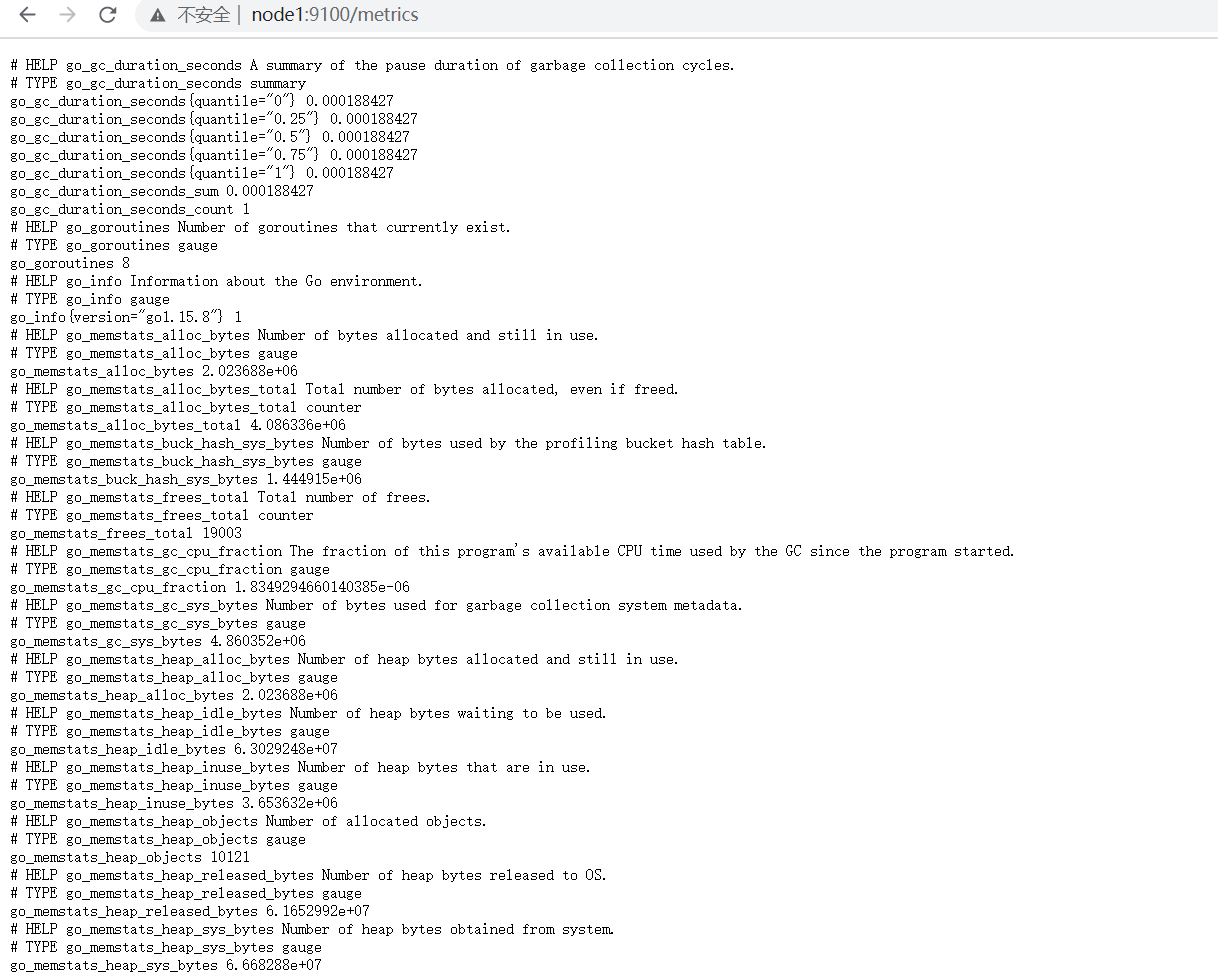 不安全 | node1:9100/metrics
# HELP go_gc_duration_seconds A summary of the pause duration of garbage collection cycles.
# TYPE go_gc_duration_seconds summary
go_gc_duration_seconds{quantile="0"} 0.000188427
go_gc_duration_seconds{quantile="0.25"} 0.000188427
go_gc_duration_seconds{quantile="0.5"} 0.000188427
go_gc_duration_seconds{quantile="0.75"} 0.000188427
go_gc_duration_seconds{quantile="1"} 0.000188427
go_gc_duration_seconds_sum 0.000188427
go_gc_duration_seconds_count 1
# HELP go_goroutines Number of goroutines that currently exist.
# TYPE go_goroutines gauge
go_goroutines 8
# HELP go_info Information about the Go environment.
# TYPE go_info gauge
go_info{version="go1.15.8"} 1
# HELP go_memstats_alloc_bytes Number of bytes allocated and still in use.
# TYPE go_memstats_alloc_bytes gauge
go_memstats_alloc_bytes 2.023688e+06
# HELP go_memstats_alloc_bytes_total Total number of bytes allocated, even if freed.
# TYPE go_memstats_alloc_bytes_total counter
go_memstats_alloc_bytes_total 4.086336e+06
# HELP go_memstats_buck_hash_sys_bytes Number of bytes used by the profiling bucket hash table.
# TYPE go_memstats_buck_hash_sys_bytes gauge
go_memstats_buck_hash_sys_bytes 1.444915e+06
# HELP go_memstats_frees_total Total number of frees.
# TYPE go_memstats_frees_total counter
go_memstats_frees_total 19003
# HELP go_memstats_gc_cpu_fraction The fraction of this program's available CPU time used by the GC since the program started.
# TYPE go_memstats_gc_cpu_fraction gauge
go_memstats_gc_cpu_fraction 1.8349294660140385e-06
# HELP go_memstats_gc_sys_bytes Number of bytes used for garbage collection system metadata.
# TYPE go_memstats_gc_sys_bytes gauge
go_memstats_gc_sys_bytes 4.860352e+06
# HELP go_memstats_heap_alloc_bytes Number of heap bytes allocated and still in use.
# TYPE go_memstats_heap_alloc_bytes gauge
go_memstats_heap_alloc_bytes 2.023688e+06
# HELP go_memstats_heap_idle_bytes Number of heap bytes waiting to be used.
# TYPE go_memstats_heap_idle_bytes gauge
go_memstats_heap_idle_bytes 6.3029248e+07
# HELP go_memstats_heap_inuse_bytes Number of heap bytes that are in use.
# TYPE go_memstats_heap_inuse_bytes gauge
go_memstats_heap_inuse_bytes 3.653632e+06
# HELP go_memstats_heap_objects Number of allocated objects.
# TYPE go_memstats_heap_objects gauge
go_memstats_heap_objects 10121
# HELP go_memstats_heap_released_bytes Number of heap bytes released to OS.
# TYPE go_memstats_heap_released_bytes gauge
go_memstats_heap_released_bytes 6.1652992e+07
# HELP go_memstats_heap_sys_bytes Number of heap bytes obtained from system.
# TYPE go_memstats_heap_sys_bytes gauge
go_memstats_heap_sys_bytes 6.668288e+07